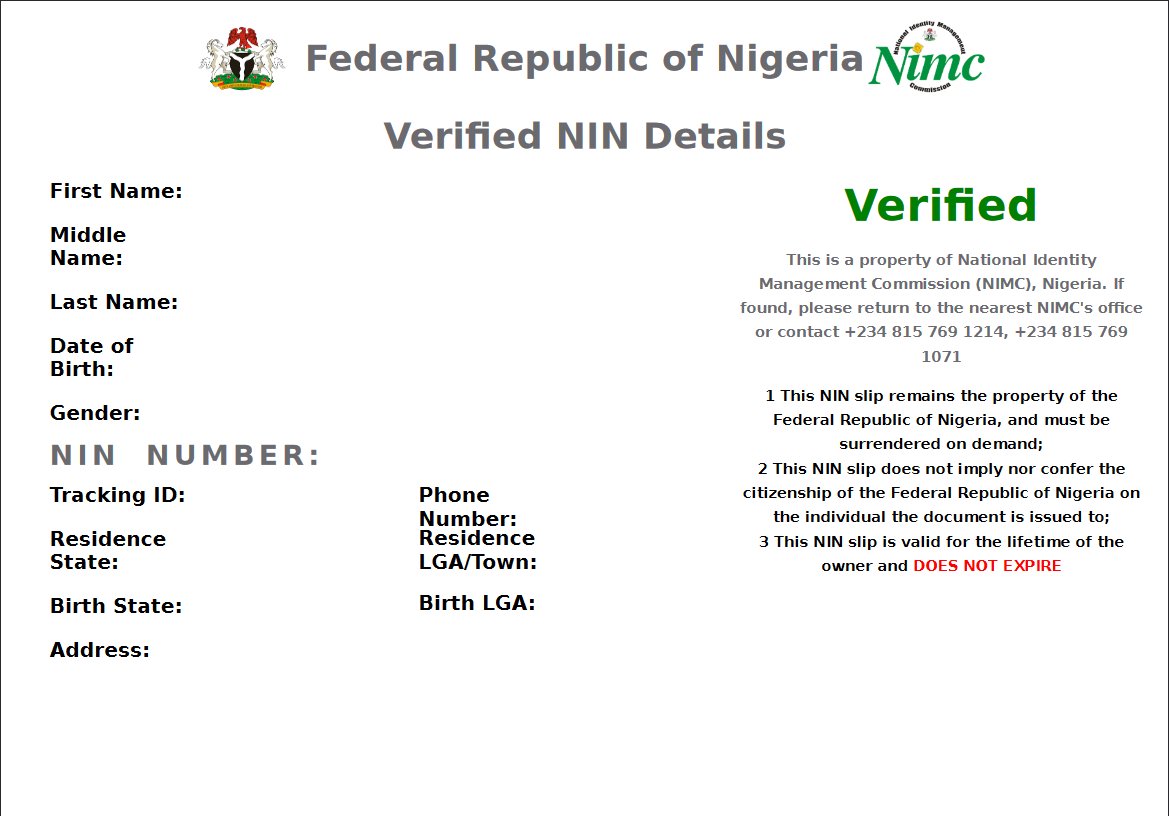 Federal Republic of Nigeria
National Identity Management
Nimc
Commission
Verified NIN Details
First Name:
Middle
Name:
Last Name:
Date of
Birth:
Gender:
NIN NUMBER:
Tracking ID:
Phone
Number:
Residence
State:
Residence
LGA/Town:
Birth State:
Birth LGA:
Address:
Verified
This is a property of National Identity
Management Commission (NIMC), Nigeria. If
found, please return to the nearest NIMC's office
or contact +234 815 769 1214, +234 815 769
1071
1 This NIN slip remains the property of the
Federal Republic of Nigeria, and must be
surrendered on demand;
2 This NIN slip does not imply nor confer the
citizenship of the Federal Republic of Nigeria on
the individual the document is issued to;
3 This NIN slip is valid for the lifetime of the
owner and DOES NOT EXPIRE